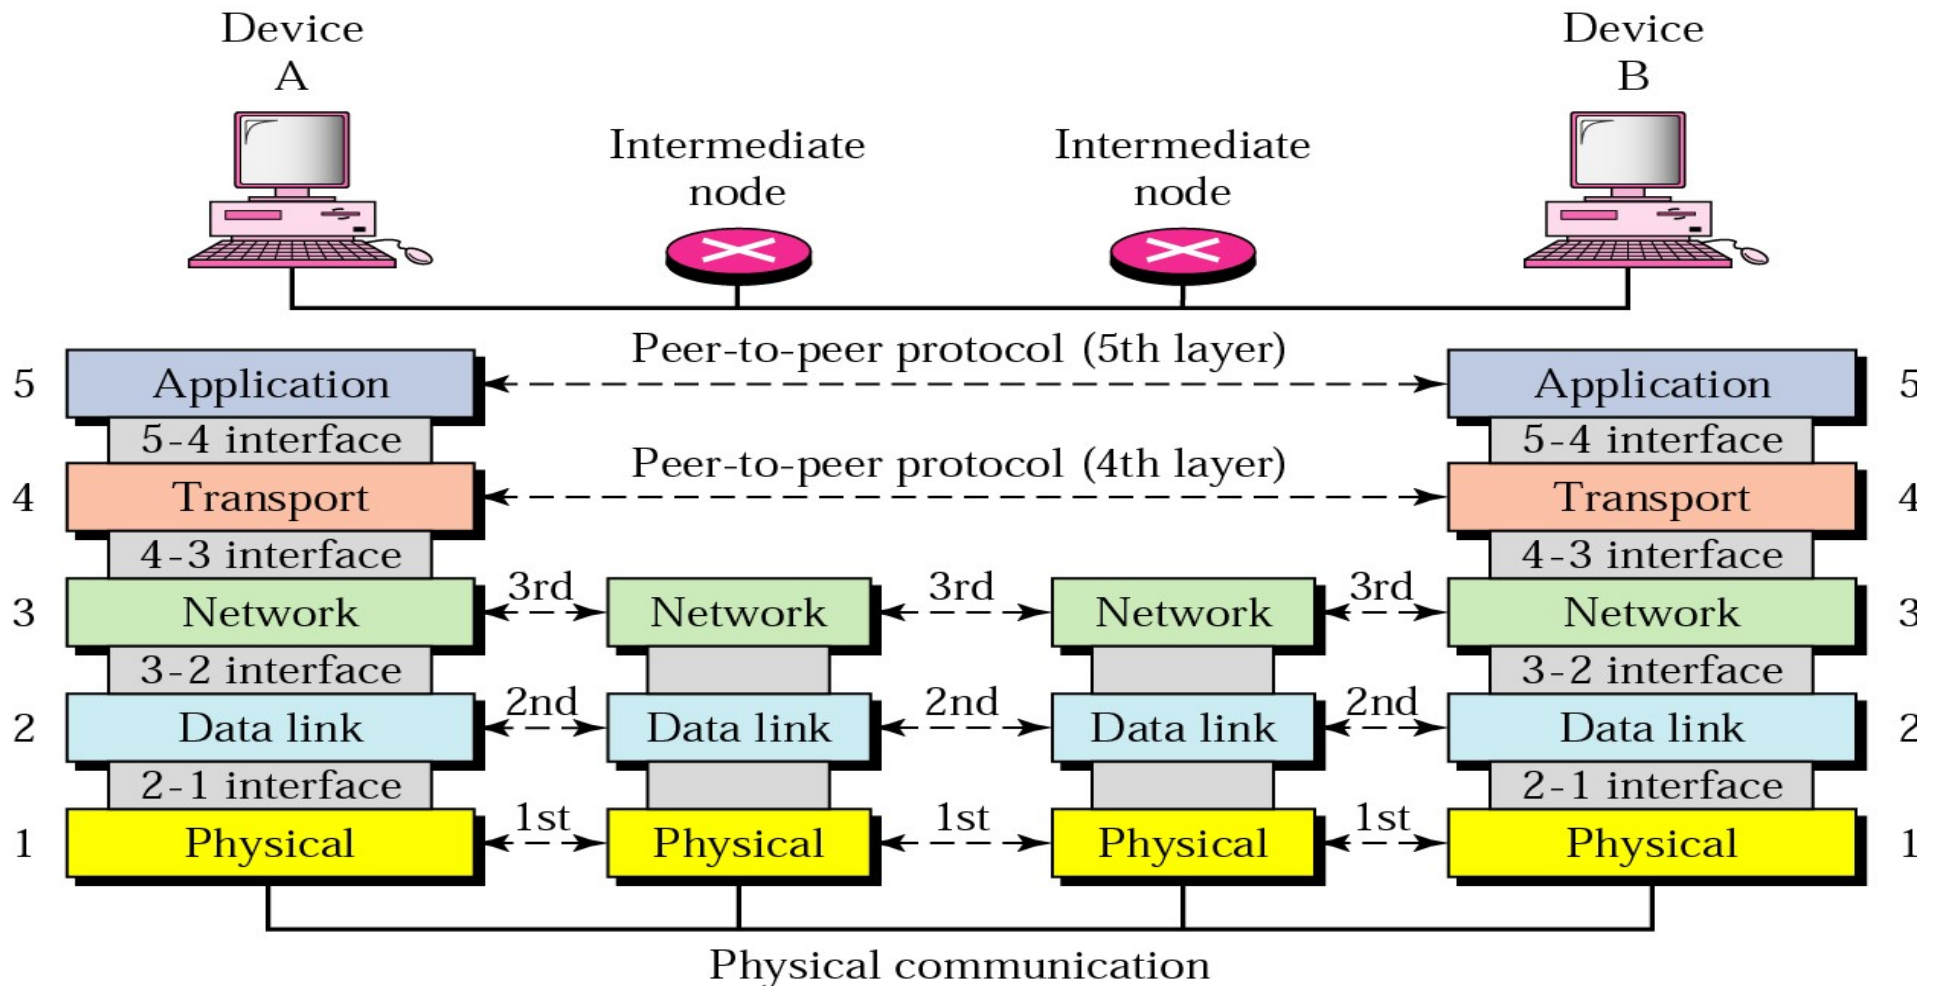 Device
A
Device
B
Intermediate
node
Intermediate
node
Peer-to-peer protocol (5th layer)
5 Application Application 5
5-4 interface 5-4 interface
Peer-to-peer protocol (4th layer)
4 Transport Transport 4
4-3 interface 4-3 interface
3rd 3rd 3rd
3 Network Network Network Network 3
3-2 interface 3-2 interface
2nd 2nd 2nd
2 Data link Data link Data link Data link 2
2-1 interface 2-1 interface
1st 1st 1st
1 Physical Physical Physical Physical 1
Physical communication